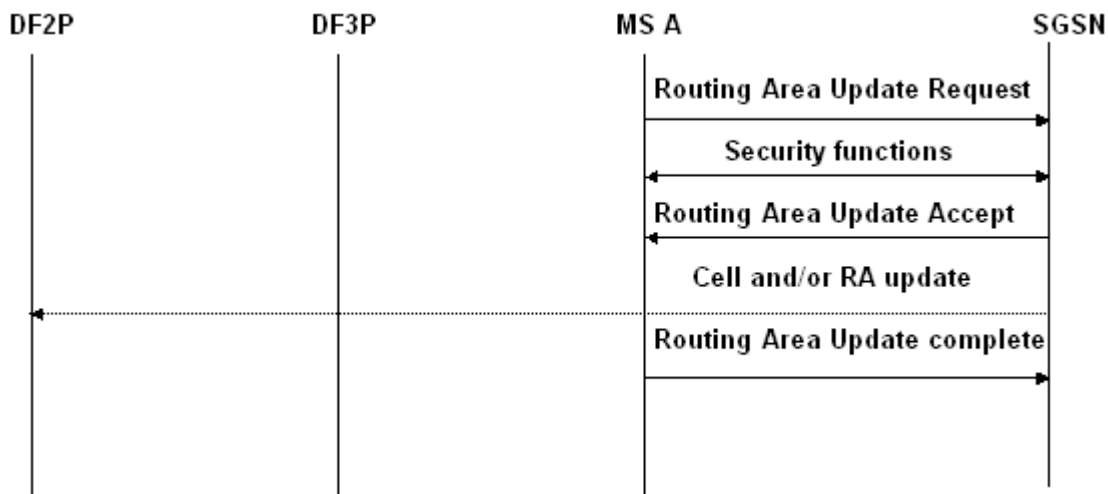 DF2P
DF3P
MS A
SGSN
Routing Area Update Request
Security functions
Routing Area Update Accept
Cell and/or RA update
Routing Area Update complete